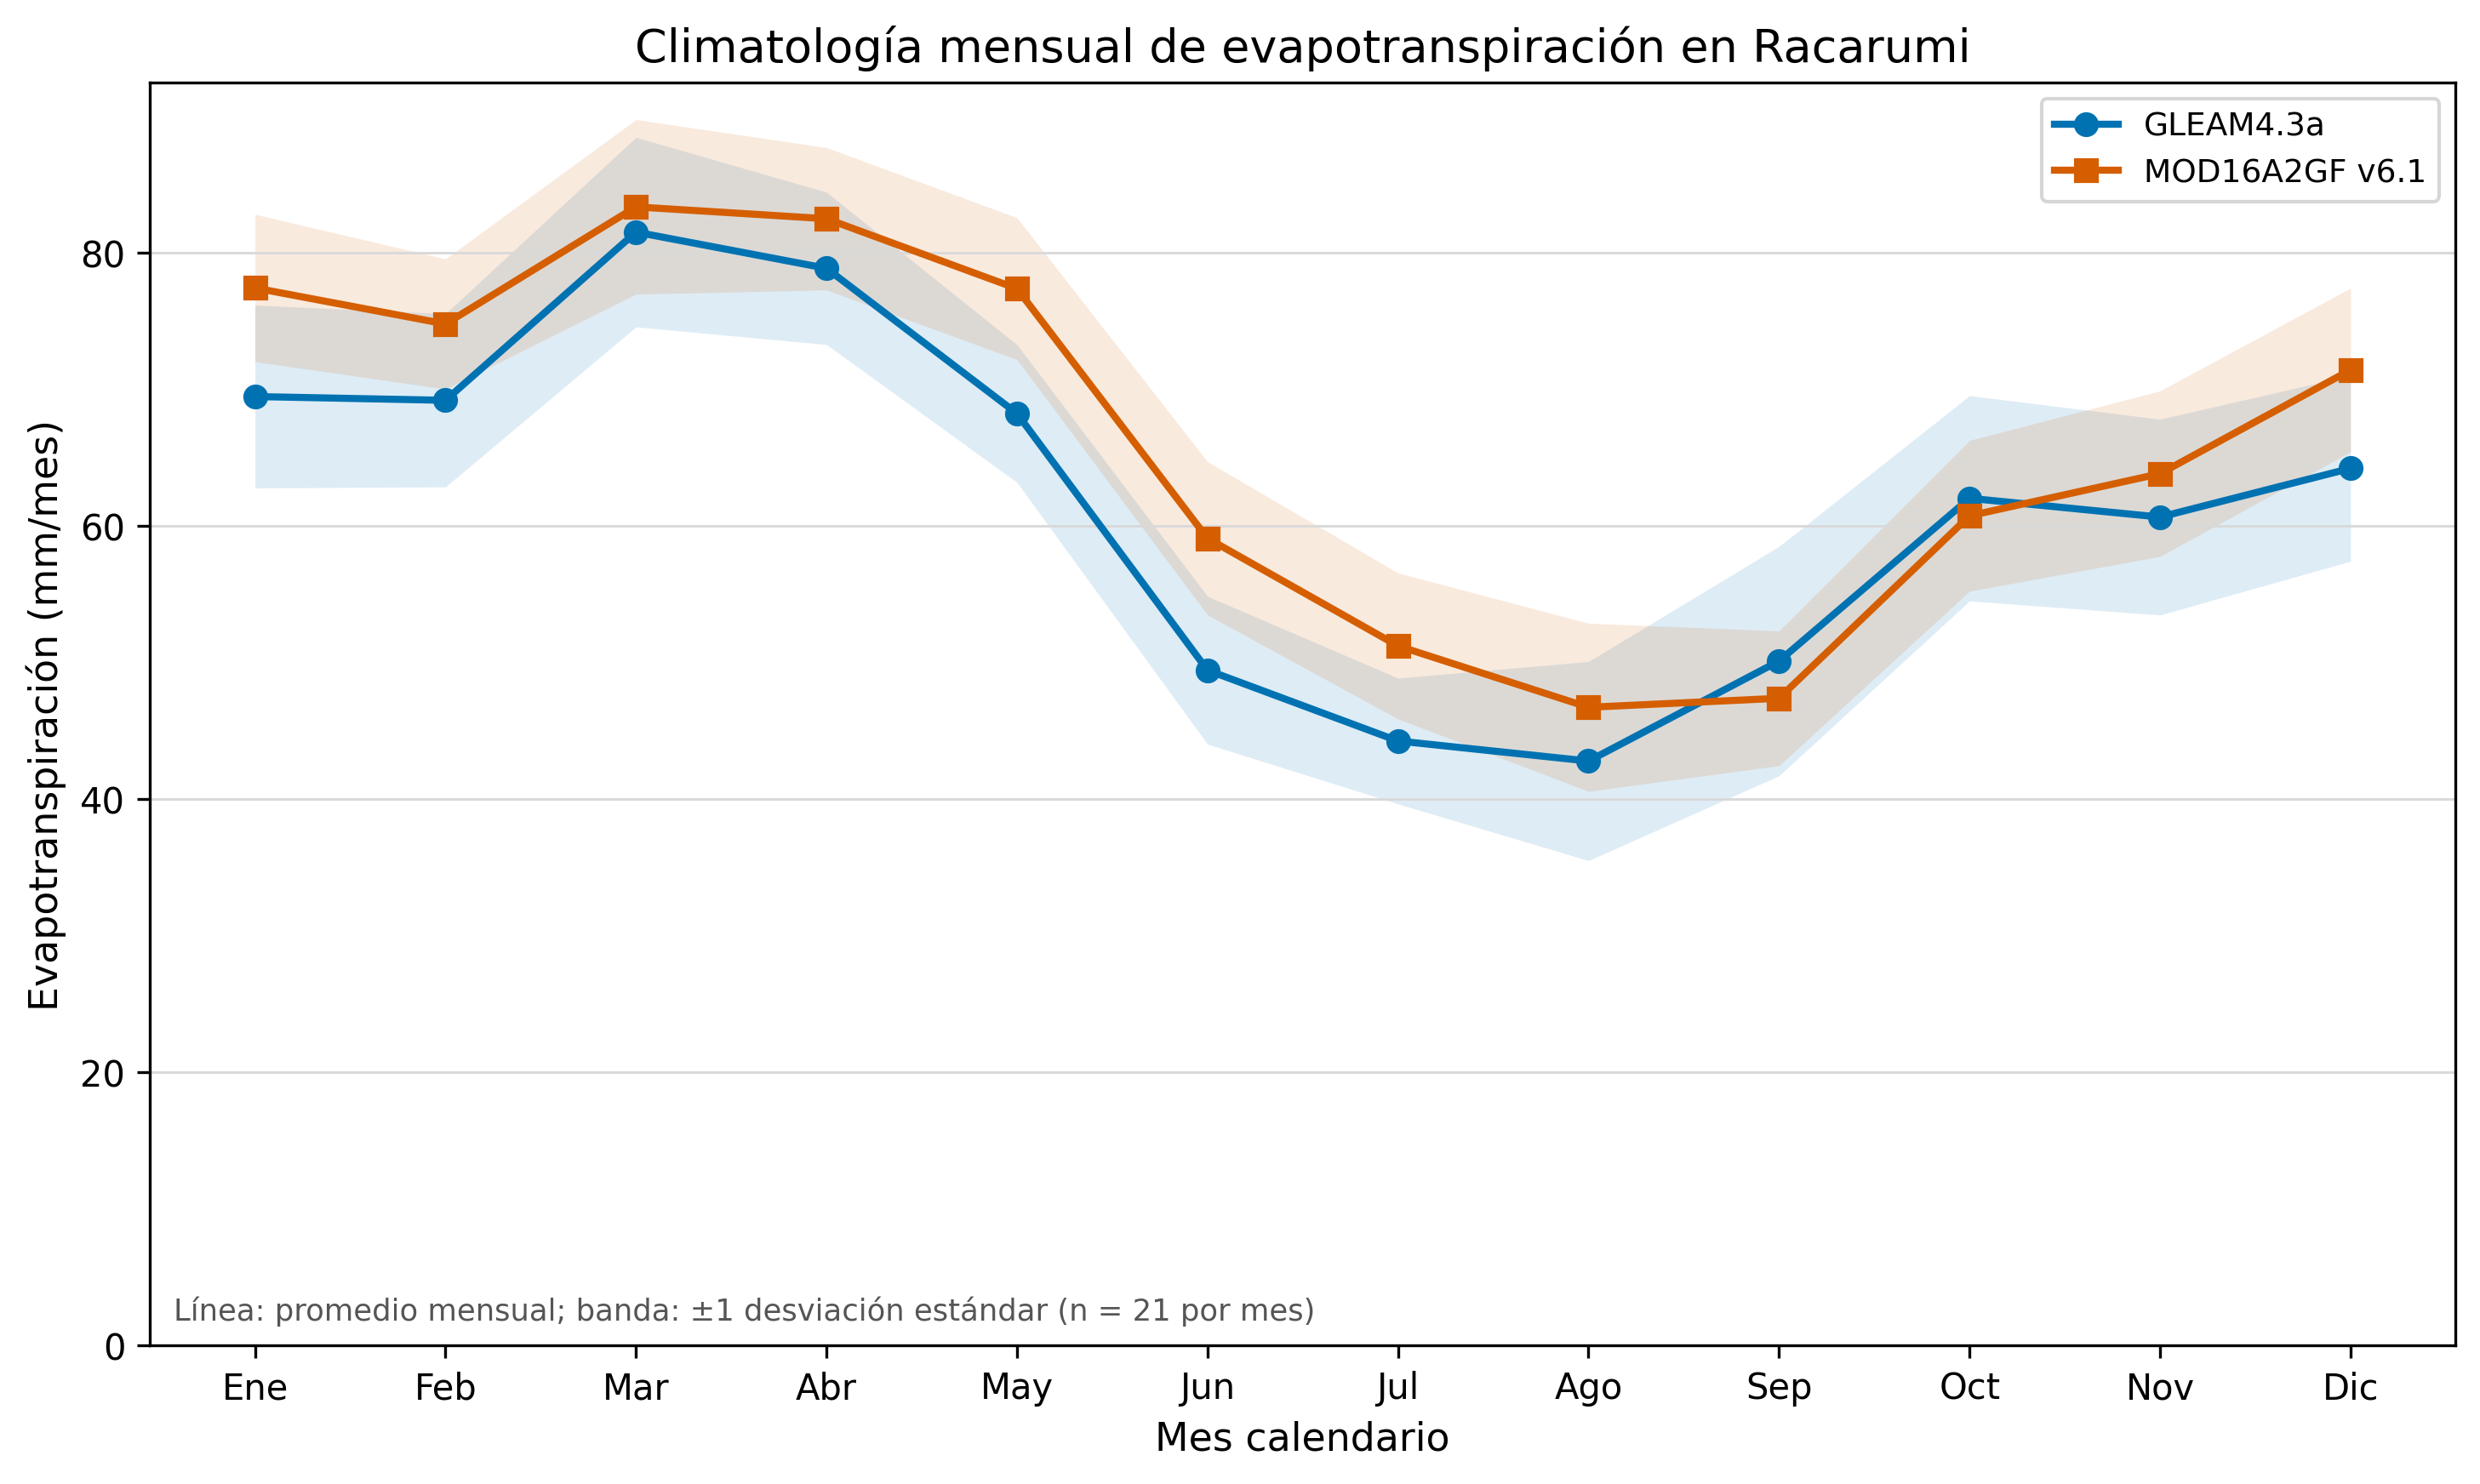 Climatología mensual de evapotranspiración en Racarumi
GLEAM4.3a
MOD16A2GF v6.1
Evapotranspiración (mm/mes)
80
60
40
20
0
Línea: promedio mensual; banda: ±1 desviación estándar (n = 21 por mes)
Ene Feb Mar Abr May Jun Jul Ago Sep Oct Nov Dic
Mes calendario